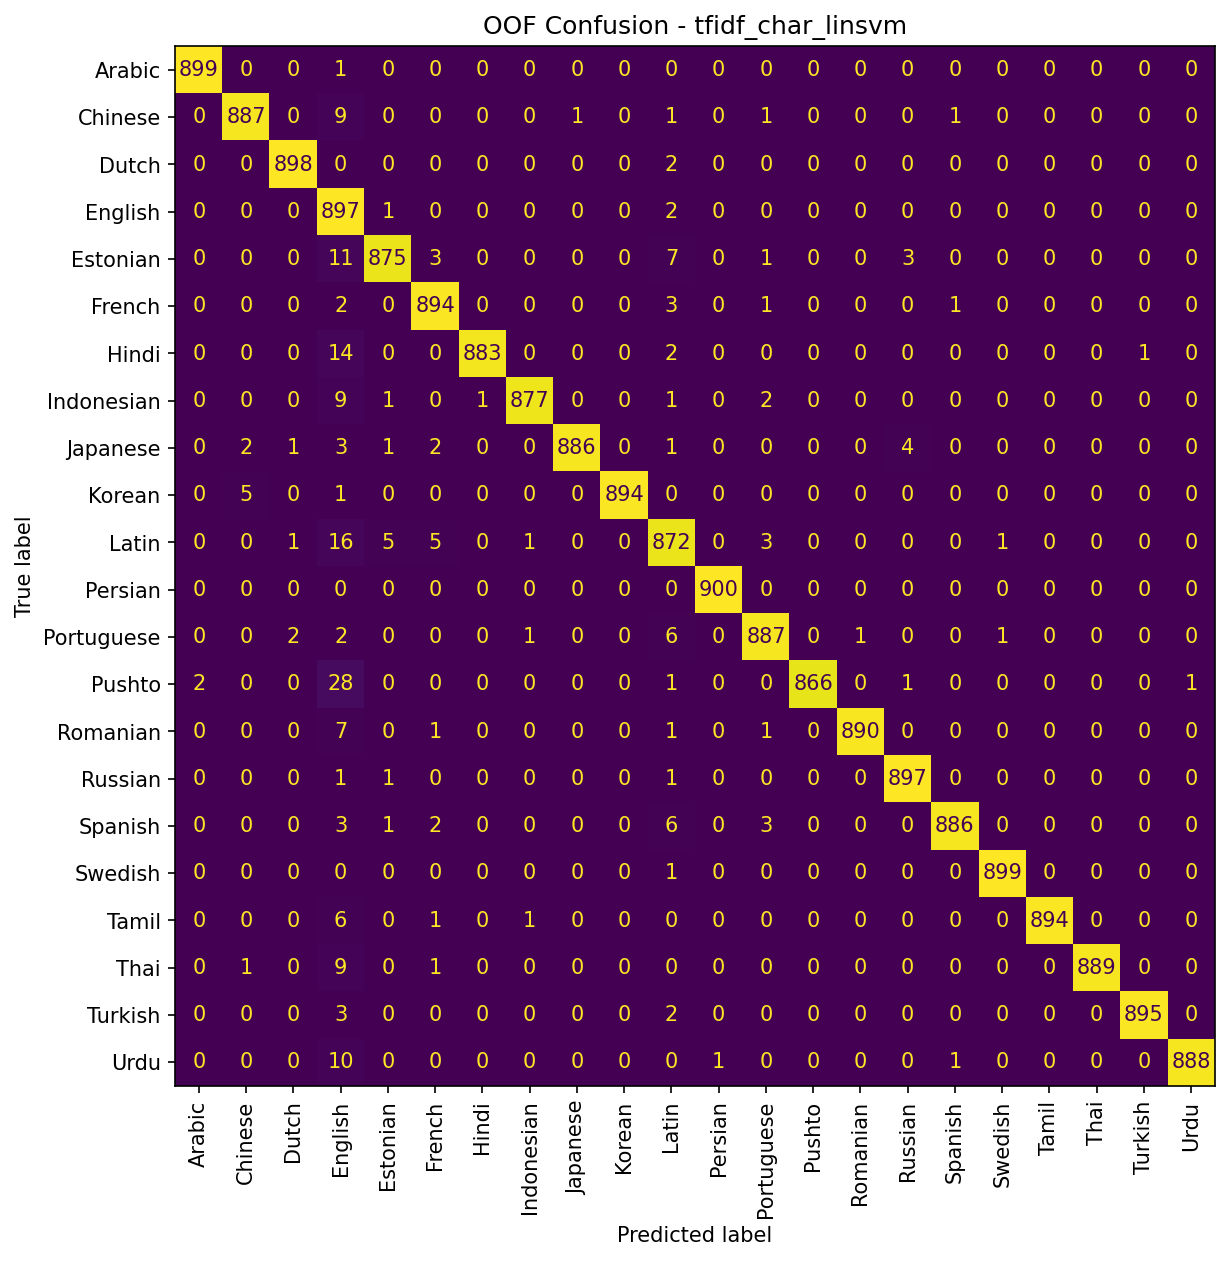 OOF Confusion - tfidf_char_linsvm
Arabic 899 0 0 1 0 0 0 0 0 0 0 0 0 0 0 0 0 0 0 0 0 0
Chinese 0 887 0 9 0 0 0 0 1 0 1 0 1 0 0 0 1 0 0 0 0 0
Dutch 0 0 898 0 0 0 0 0 0 0 2 0 0 0 0 0 0 0 0 0 0 0
English 0 0 0 897 1 0 0 0 0 0 2 0 0 0 0 0 0 0 0 0 0 0
Estonian 0 0 0 11 875 3 0 0 0 0 7 0 1 0 0 3 0 0 0 0 0 0
French 0 0 0 2 0 894 0 0 0 0 3 0 1 0 0 0 1 0 0 0 0 0
Hindi 0 0 0 14 0 0 883 0 0 0 2 0 0 0 0 0 0 0 0 0 1 0
Indonesian 0 0 0 9 1 0 1 877 0 0 1 0 2 0 0 0 0 0 0 0 0 0
Japanese 0 2 1 3 1 2 0 0 886 0 1 0 0 0 0 4 0 0 0 0 0 0
Korean 0 5 0 1 0 0 0 0 0 894 0 0 0 0 0 0 0 0 0 0 0 0
Latin 0 0 1 16 5 5 0 1 0 0 872 0 3 0 0 0 0 1 0 0 0 0
Persian 0 0 0 0 0 0 0 0 0 0 0 900 0 0 0 0 0 0 0 0 0 0
Portuguese 0 0 2 2 0 0 0 1 0 0 6 0 887 0 1 0 0 1 0 0 0 0
Pushto 2 0 0 28 0 0 0 0 0 0 1 0 0 866 0 1 0 0 0 0 0 1
Romanian 0 0 0 7 0 1 0 0 0 0 1 0 1 0 890 0 0 0 0 0 0 0
Russian 0 0 0 1 1 0 0 0 0 0 1 0 0 0 0 897 0 0 0 0 0 0
Spanish 0 0 0 3 1 2 0 0 0 0 6 0 3 0 0 0 886 0 0 0 0 0
Swedish 0 0 0 0 0 0 0 0 0 0 1 0 0 0 0 0 0 899 0 0 0 0
Tamil 0 0 0 6 0 1 0 1 0 0 0 0 0 0 0 0 0 0 894 0 0 0
Thai 0 1 0 9 0 1 0 0 0 0 0 0 0 0 0 0 0 0 0 889 0 0
Turkish 0 0 0 3 0 0 0 0 0 0 2 0 0 0 0 0 0 0 0 0 895 0
Urdu 0 0 0 10 0 0 0 0 0 0 0 1 0 0 0 0 1 0 0 0 0 888
True label
Arabic Chinese Dutch English Estonian French Hindi Indonesian Japanese Korean Latin Persian Portuguese Pushto Romanian Russian Spanish Swedish Tamil Thai Turkish Urdu
Predicted label